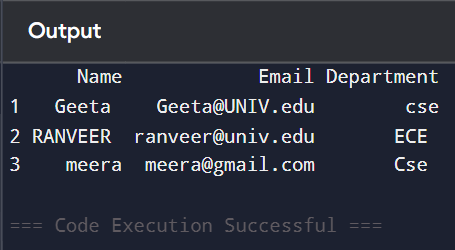 Output
Name Email Department
1 Geeta Geeta@UNIV.edu cse
2 RANVEER ranveer@univ.edu ECE
3 meera meera@gmail.com Cse
=== Code Execution Successful ===